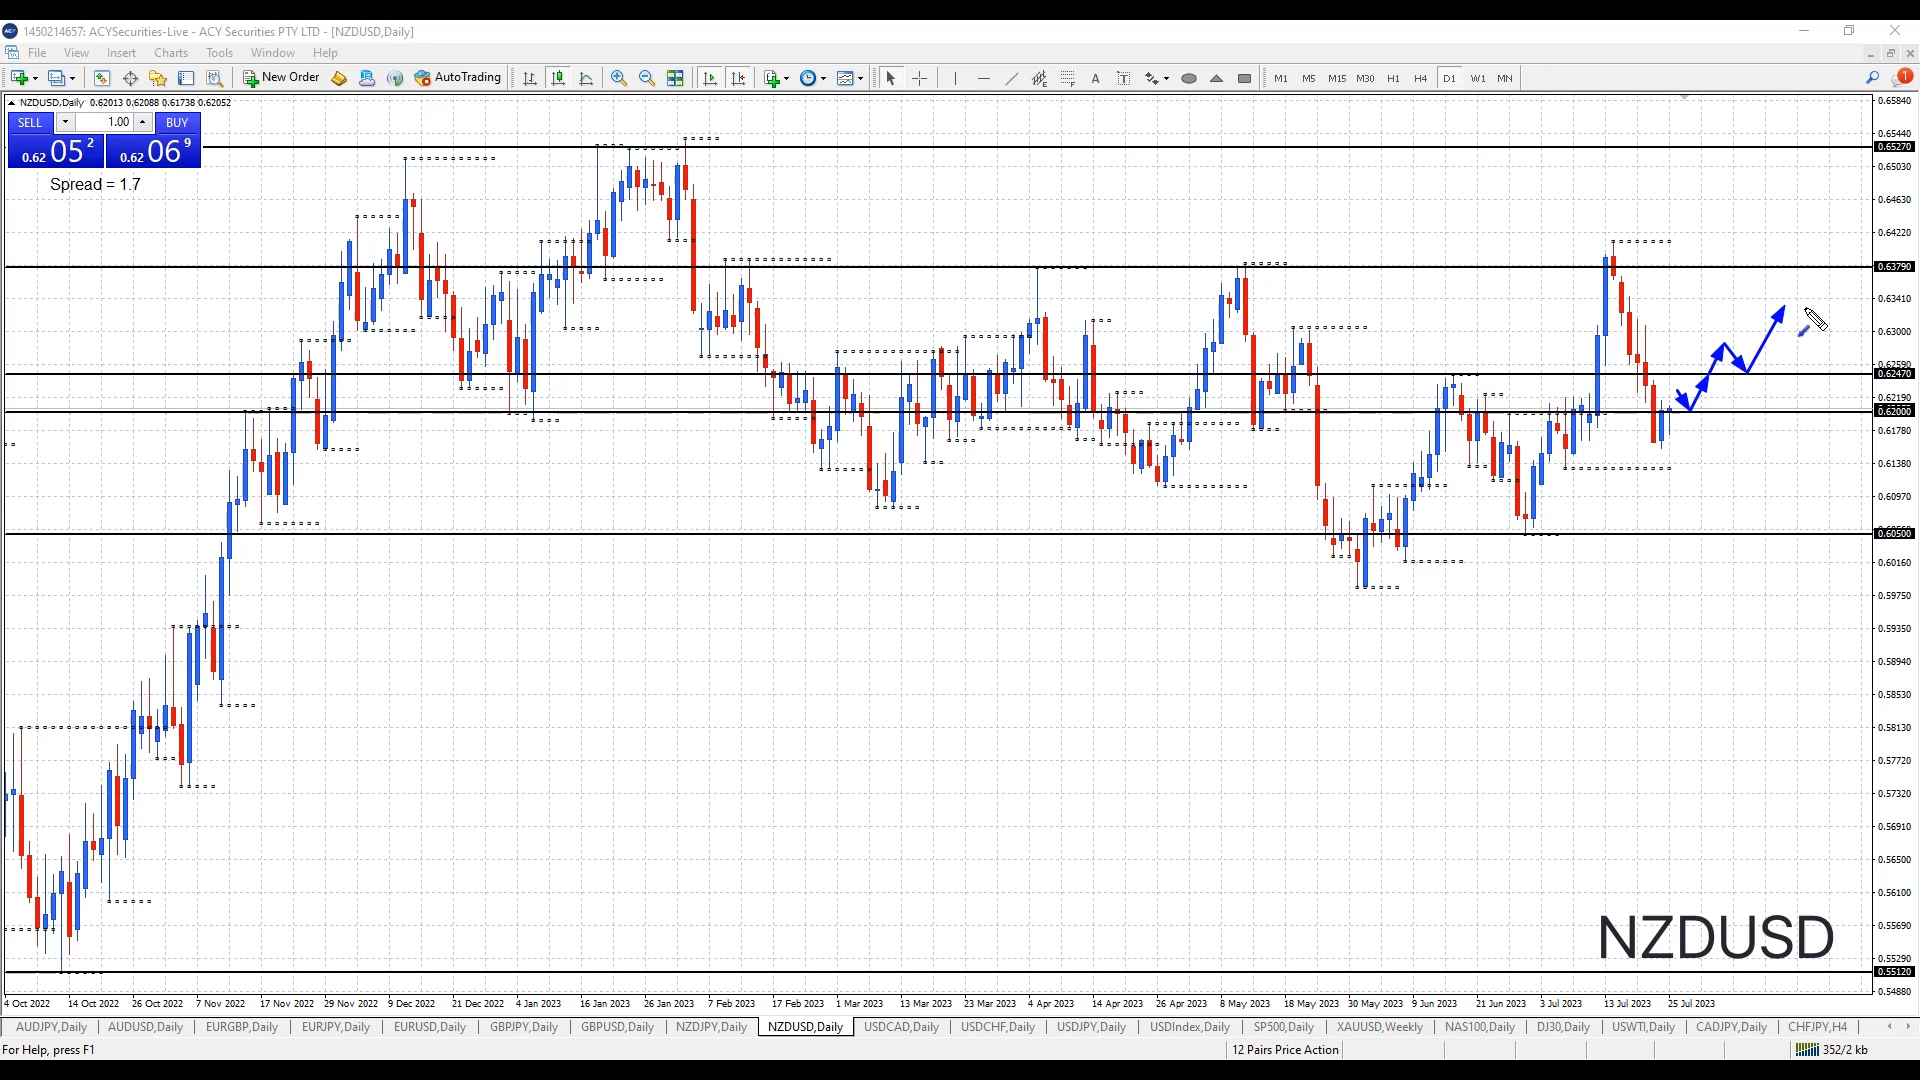 1450214657: ACYSecurities-Live - ACY Securities PTY LTD - [NZDUSD,Daily]
File View Insert Charts Tools Window Help
New Order AutoTrading A T M1 M5 M15 M30 H1 H4 D1 W1 MN 1
NZDUSD,Daily 0.62013 0.62088 0.61738 0.62052
SELL 1.00 BUY
0.62 05 2 0.62 06 9
Spread = 1.7
0.65840
0.65440
0.65270
0.65030
0.64630
0.64220
0.63790
0.63410
0.63000
0.62590
0.62470
0.62190
0.62000
0.61780
0.61380
0.60970
0.60500
0.60160
0.59750
0.59350
0.58940
0.58530
0.58130
0.57720
0.57320
0.56910
0.56500
0.56100
0.55690
0.55290
0.55120
0.54880
NZDUSD
4 Oct 2022 14 Oct 2022 26 Oct 2022 7 Nov 2022 17 Nov 2022 29 Nov 2022 9 Dec 2022 21 Dec 2022 4 Jan 2023 16 Jan 2023 26 Jan 2023 7 Feb 2023 17 Feb 2023 1 Mar 2023 13 Mar 2023 23 Mar 2023 4 Apr 2023 14 Apr 2023 26 Apr 2023 8 May 2023 18 May 2023 30 May 2023 9 Jun 2023 21 Jun 2023 3 Jul 2023 13 Jul 2023 25 Jul 2023
AUDJPY,Daily AUDUSD,Daily EURGBP,Daily EURJPY,Daily EURUSD,Daily GBPJPY,Daily GBPUSD,Daily NZDJPY,Daily NZDUSD,Daily USDCAD,Daily USDCHF,Daily USDJPY,Daily USDIndex,Daily SP500,Daily XAUUSD,Weekly NAS100,Daily DJ30,Daily USWTI,Daily CADJPY,Daily CHFJPY,H4
For Help, press F1 12 Pairs Price Action 352/2 kb